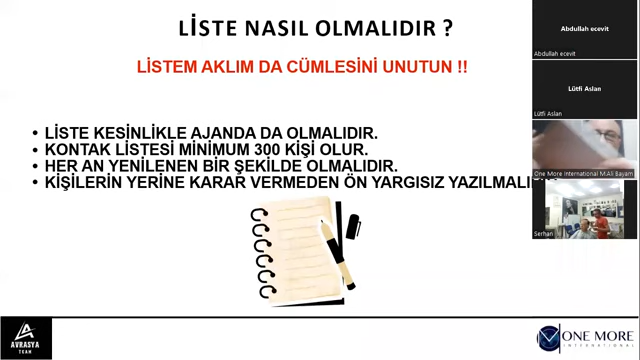 LİSTE NASIL OLMALIDIR ?
LİSTEM AKLIM DA CÜMLESİNİ UNUTUN !!
• LİSTE KESİNLİKLE AJANDA DA OLMALIDIR.
• KONTAK LİSTESİ MİNİMUM 300 KİŞİ OLUR.
• HER AN YENİLENEN BİR ŞEKİLDE OLMALIDIR.
• KİŞİLERİN YERİNE KARAR VERMEDEN ÖN YARGISIZ YAZILMALI
Abdullah ecevit
Abdullah ecevit
Lütfi Aslan
Lütfi Aslan
One More International M.Ali Bayam
Serhan
AVRASYA
TEAM
ONE MORE
INTERNATIONAL